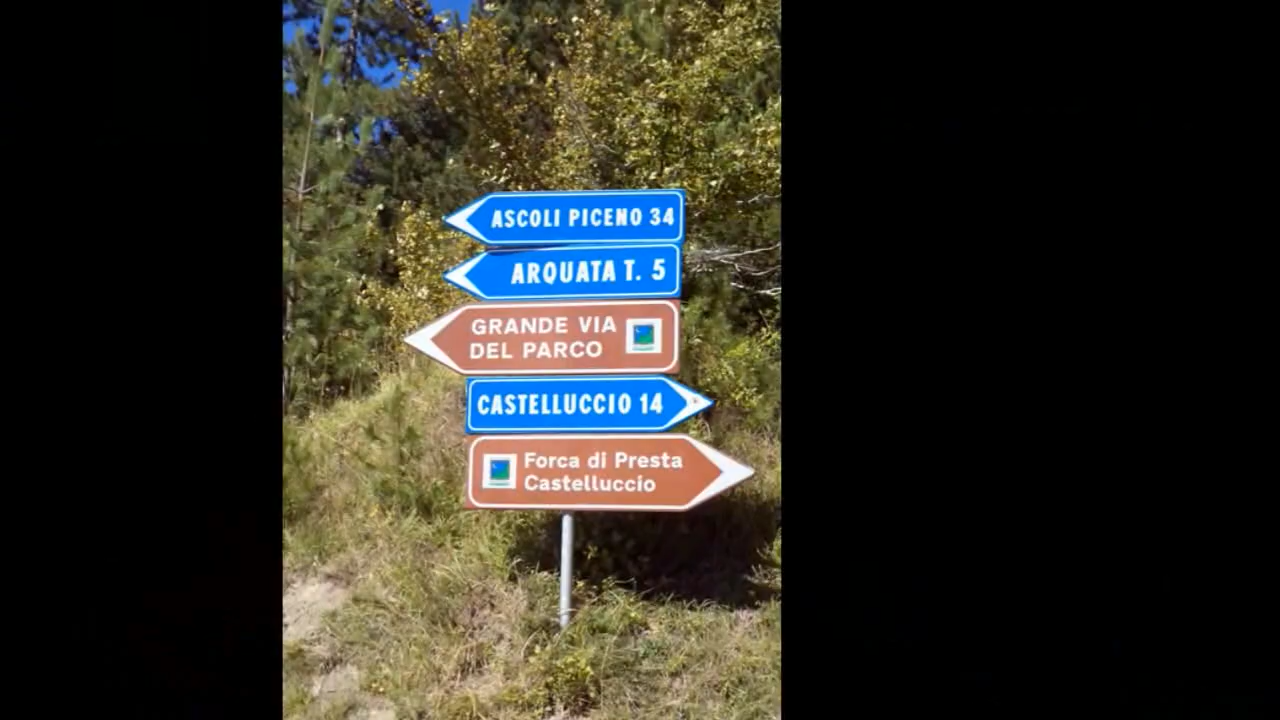 ASCOLI PICENO 34
ARQUATA T. 5
GRANDE VIA
DEL PARCO
CASTELLUCCIO 14
Forca di Presta
Castelluccio